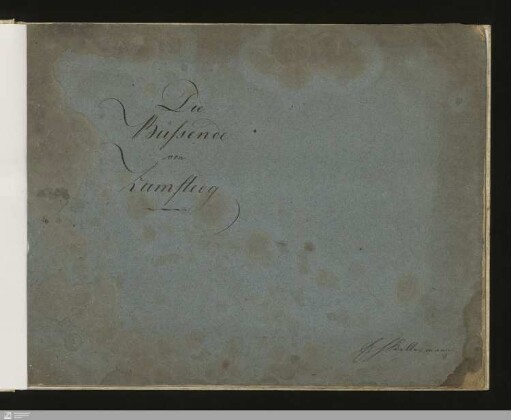 Die
Büßende
von
Zumsteeg